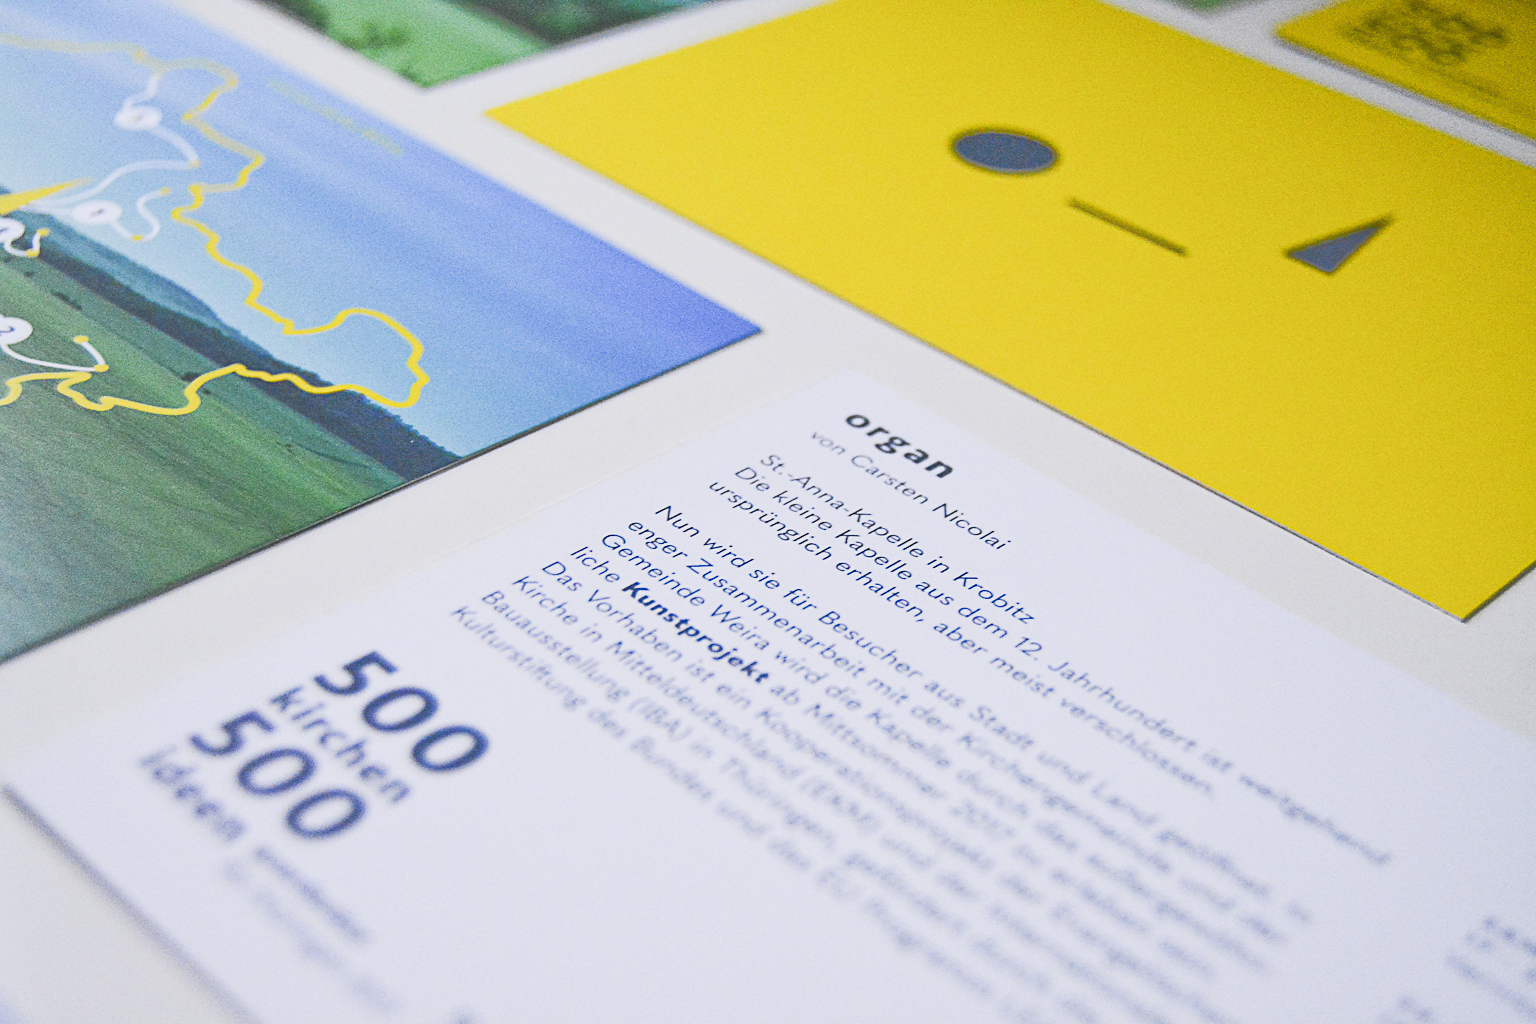 organ
von Carsten Nicolai
St.-Anna-Kapelle in Krobitz
Die kleine Kapelle aus dem 12. Jahrhundert ist weitgehend
ursprünglich erhalten, aber meist verschlossen.
Nun wird sie für Besucher aus Stadt und Land geöffnet. In
enger Zusammenarbeit mit der Kirchengemeinde und der
Gemeinde Weira wird die Kapelle durch das außergewöhn-
liche Kunstprojekt ab Mittsommer 2017 zu erleben sein.
Das Vorhaben ist ein Kooperationsprojekt der Evangelischen
Kirche in Mitteldeutschland (EKM) und der Internationalen
Bauausstellung (IBA) in Thüringen, gefördert durch die
Kulturstiftung des Bundes und das EU Programm
500
kirchen
500
ideen